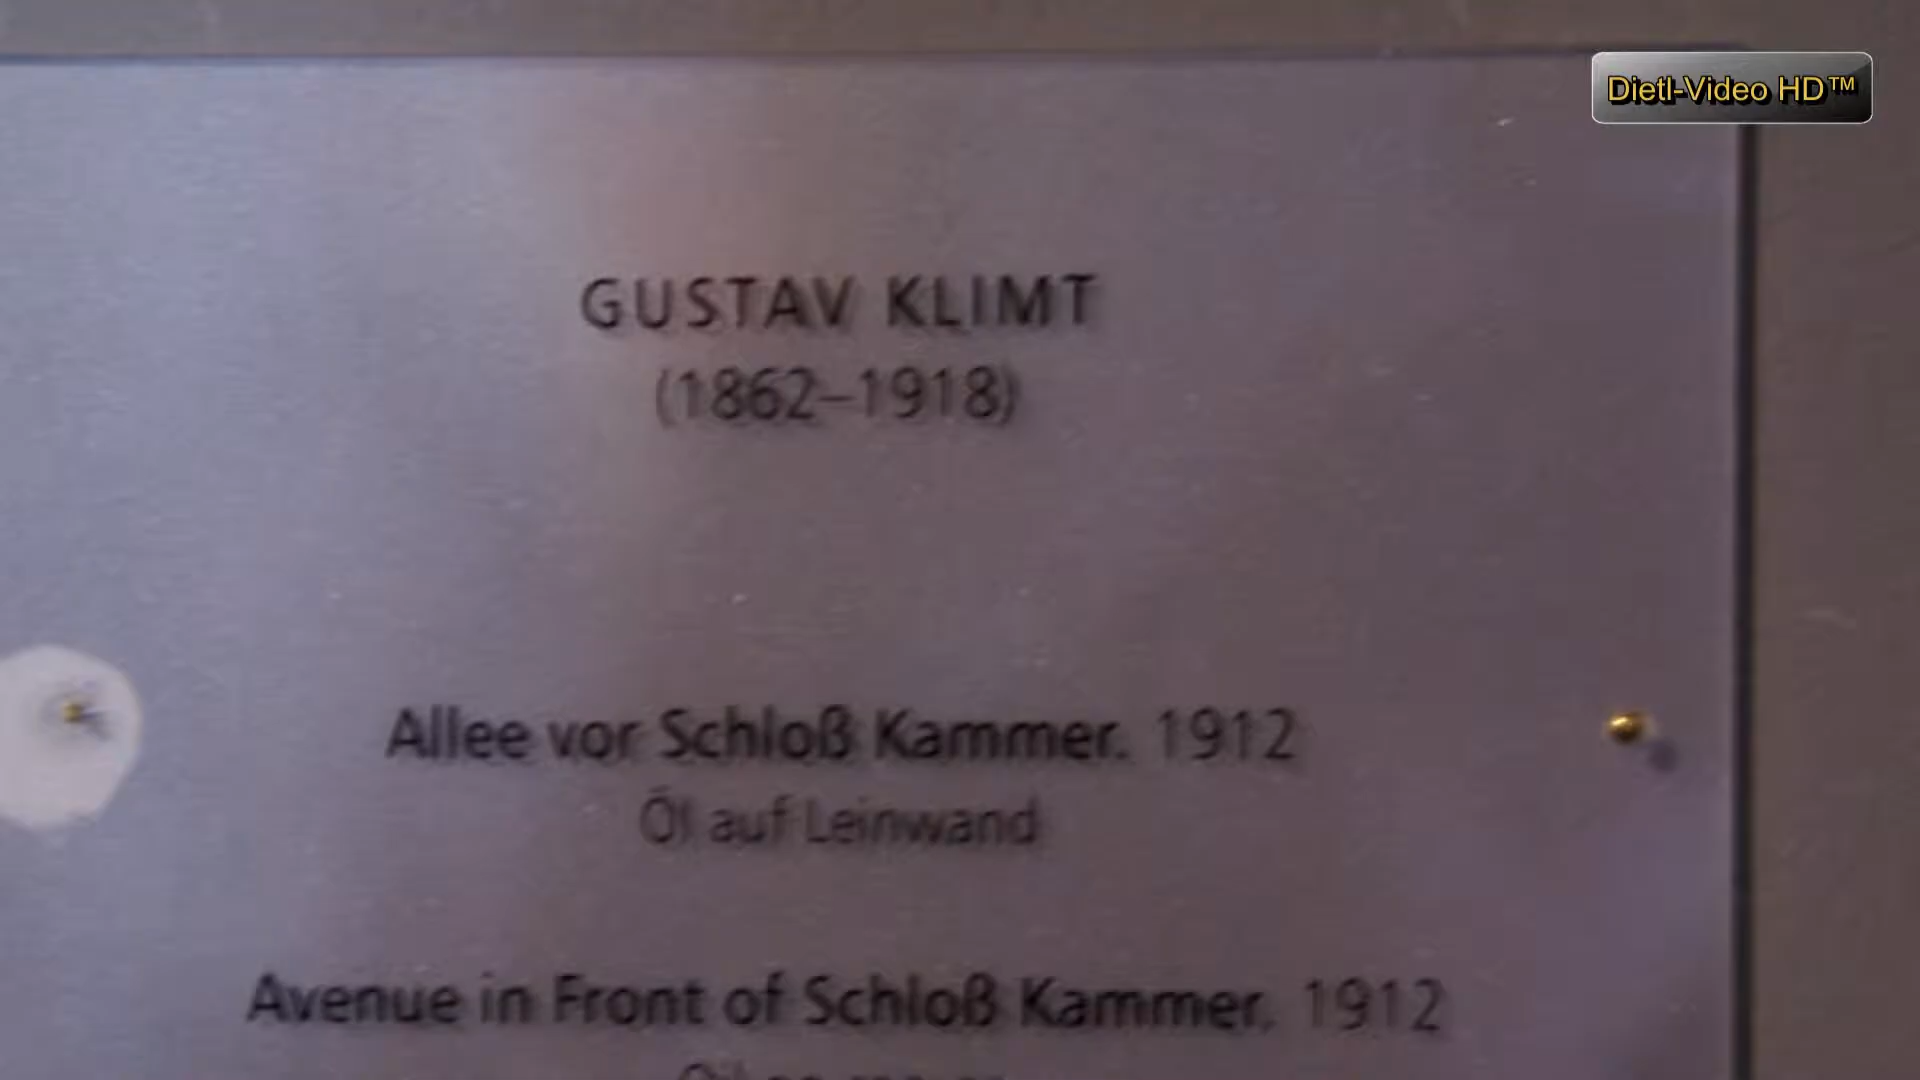 Dietl-Video HD™
GUSTAV KLIMT
(1862–1918)
Allee vor Schloß Kammer. 1912
Öl auf Leinwand
Avenue in Front of Schloß Kammer. 1912